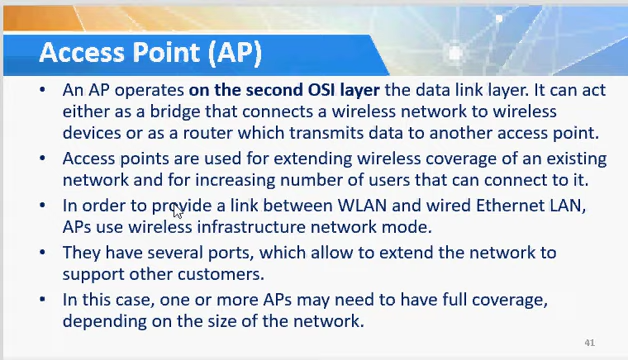 Access Point (AP)
• An AP operates on the second OSI layer the data link layer. It can act
either as a bridge that connects a wireless network to wireless
devices or as a router which transmits data to another access point.
• Access points are used for extending wireless coverage of an existing
network and for increasing number of users that can connect to it.
• In order to provide a link between WLAN and wired Ethernet LAN,
APs use wireless infrastructure network mode.
• They have several ports, which allow to extend the network to
support other customers.
• In this case, one or more APs may need to have full coverage,
depending on the size of the network.
41